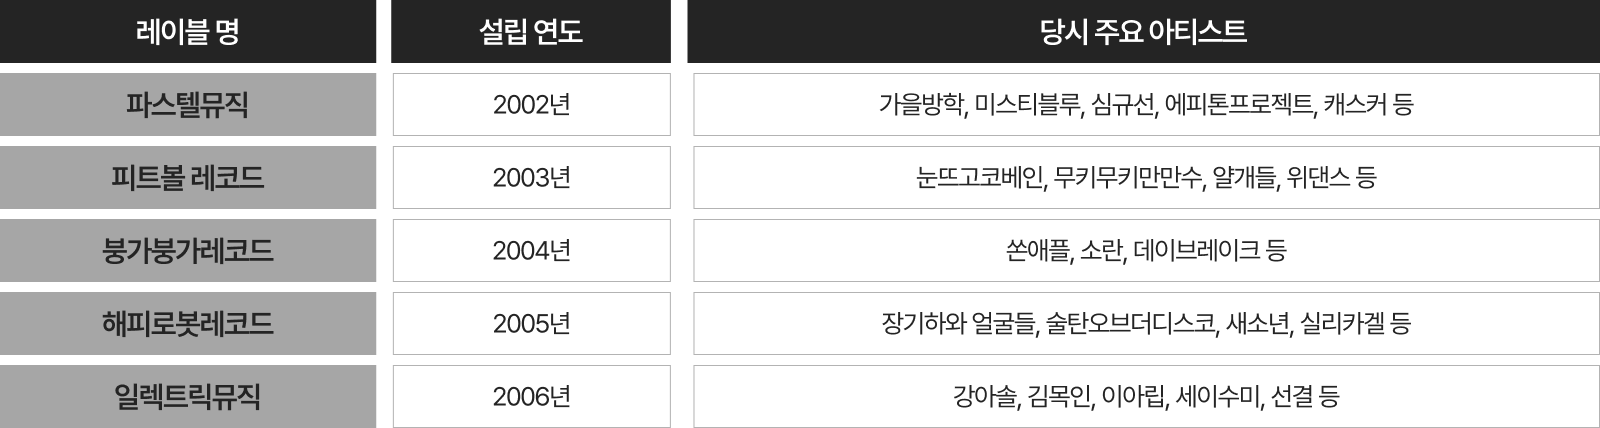 레이블 명 설립 연도 당시 주요 아티스트
파스텔뮤직 2002년 가을방학, 미스티블루, 심규선, 에피톤프로젝트, 캐스커 등
피트볼 레코드 2003년 눈뜨고코베인, 무키무키만만수, 얄개들, 위댄스 등
붕가붕가레코드 2004년 쏜애플, 소란, 데이브레이크 등
해피로봇레코드 2005년 장기하와 얼굴들, 술탄오브더디스코, 새소년, 실리카겔 등
일렉트릭뮤직 2006년 강아솔, 김목인, 이아립, 세이수미, 선결 등